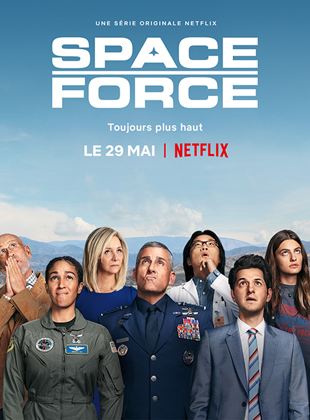 UNE SÉRIE ORIGINALE NETFLIX
SPACE
FORCE
Toujours plus haut
LE 29 MAI | NETFLIX